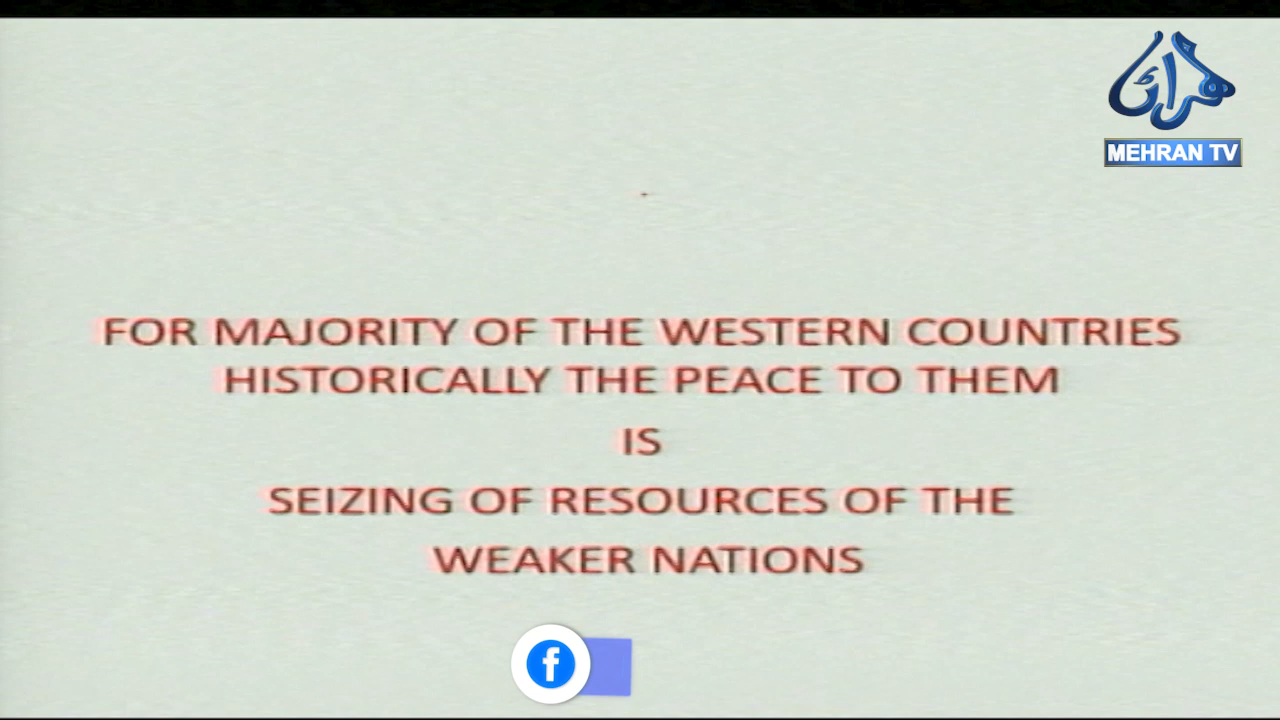 مهراڻ
MEHRAN TV
FOR MAJORITY OF THE WESTERN COUNTRIES
HISTORICALLY THE PEACE TO THEM
IS
SEIZING OF RESOURCES OF THE
WEAKER NATIONS
f